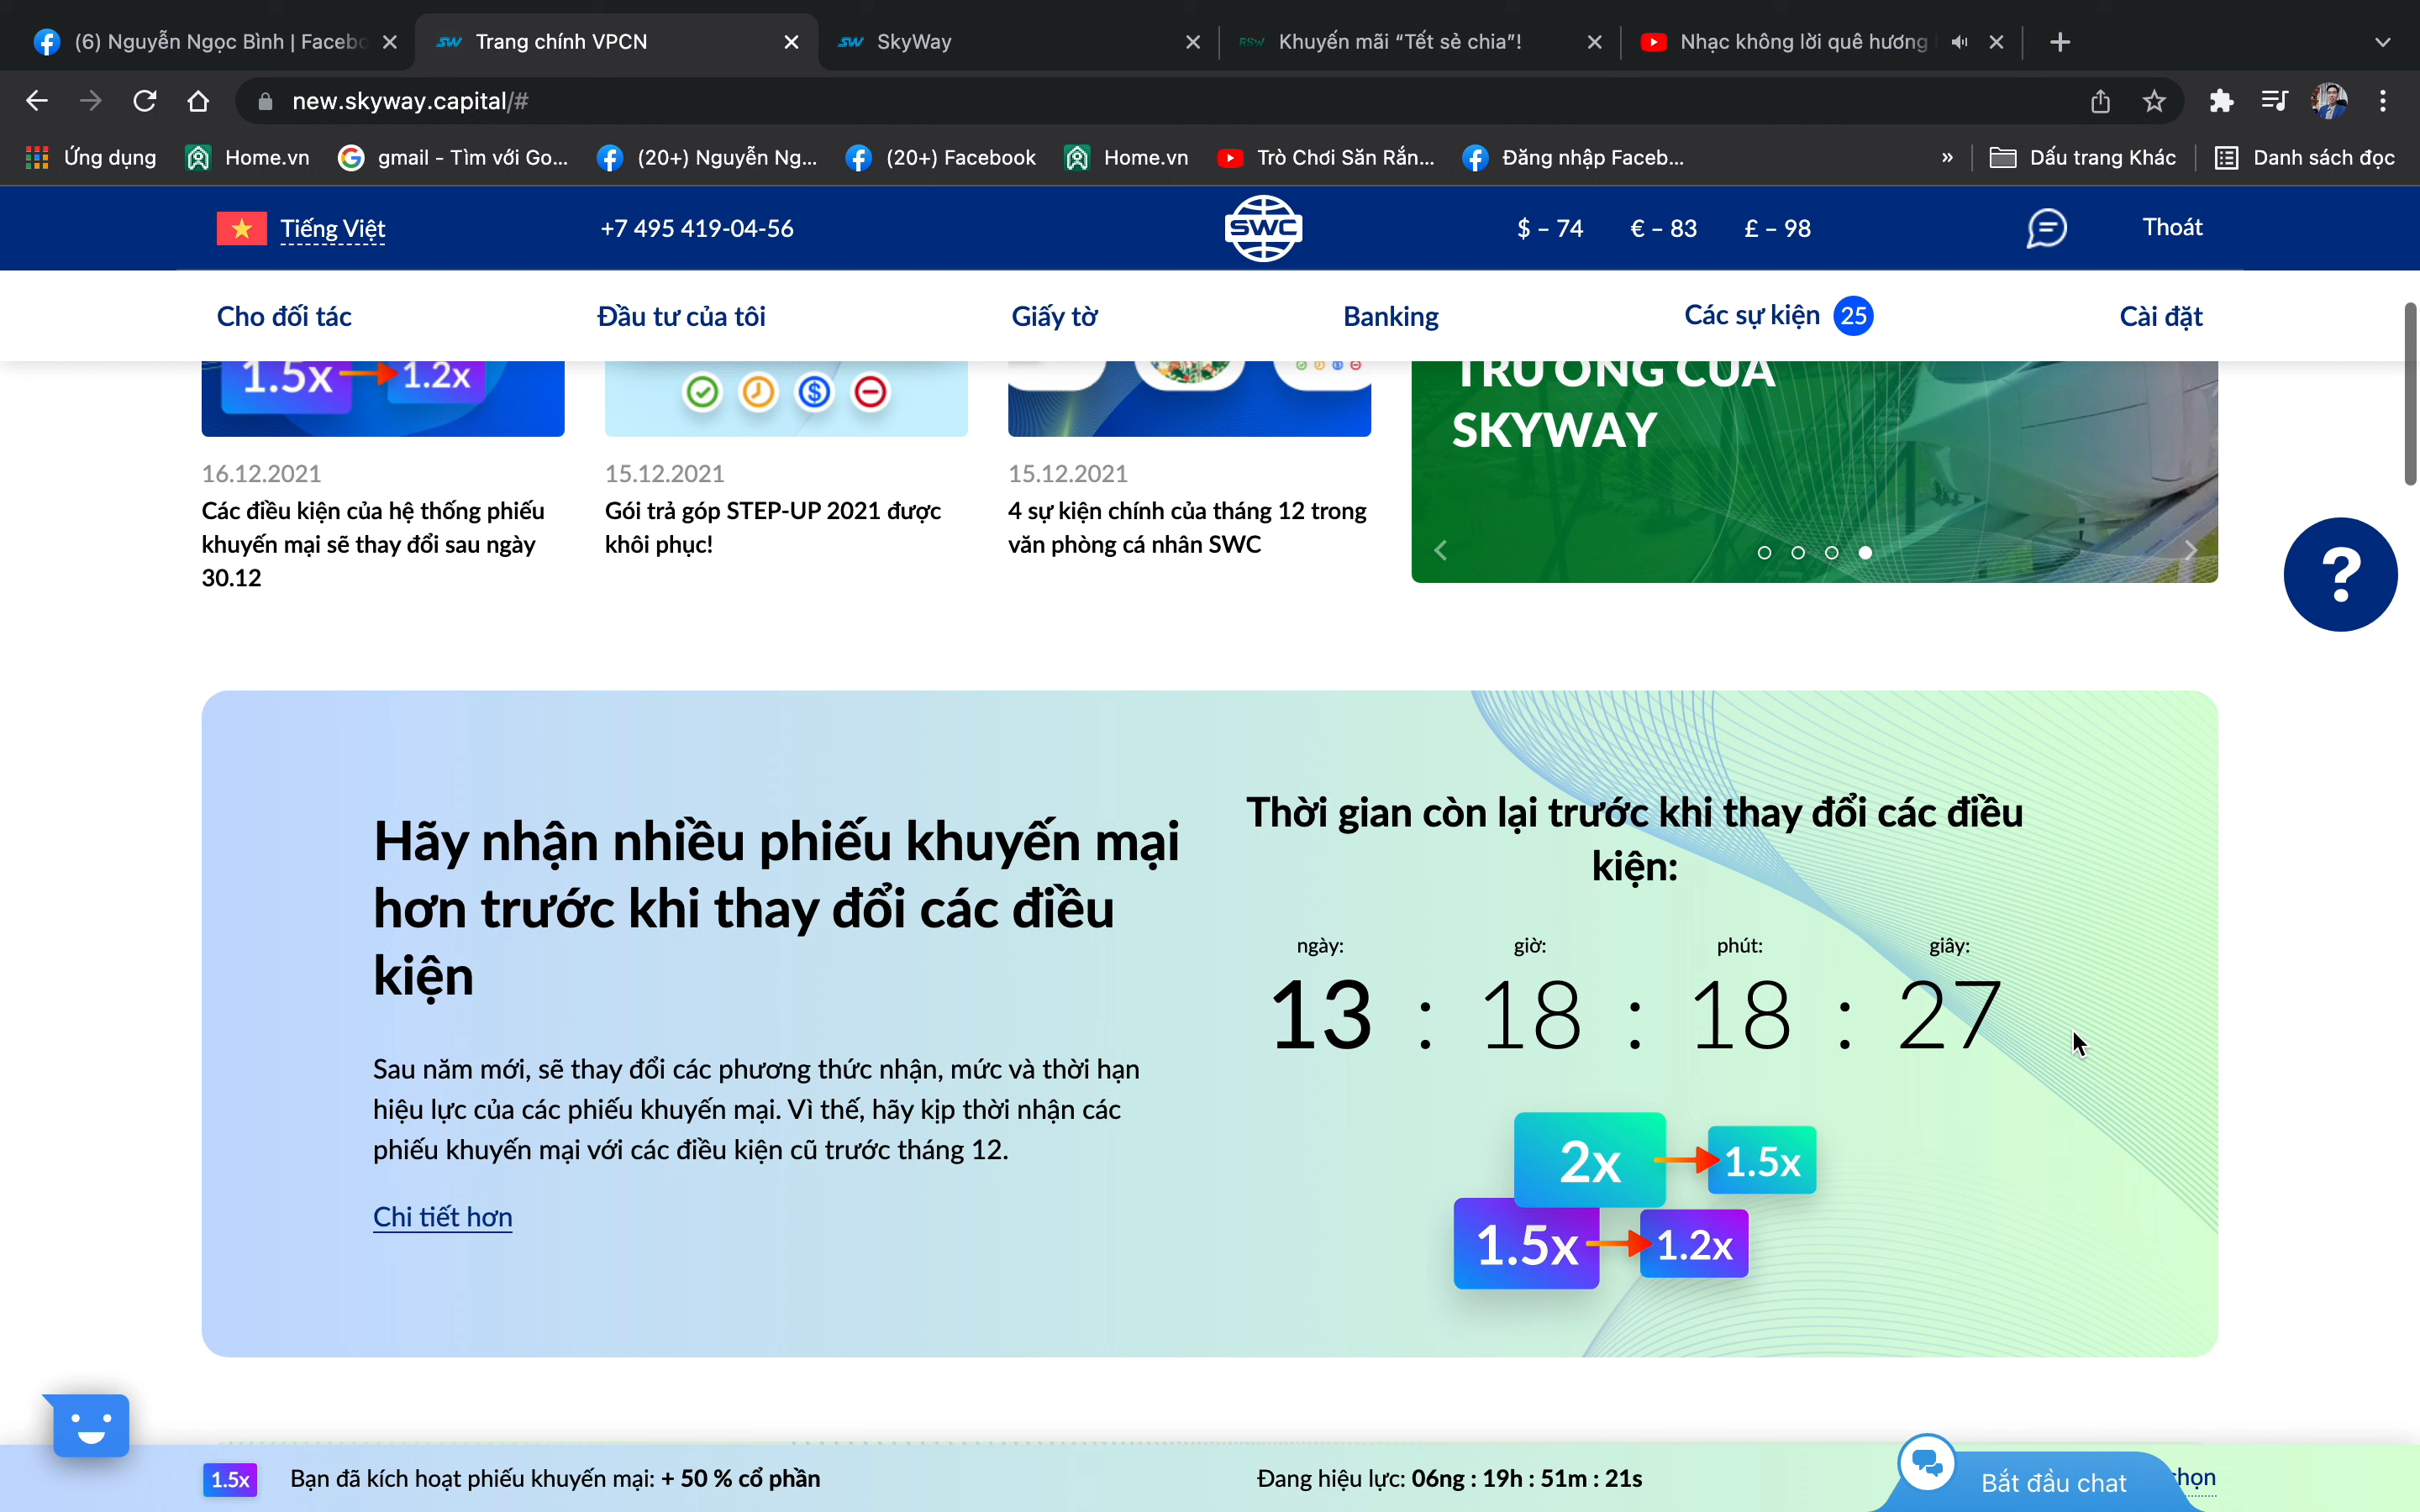 (6) Nguyễn Ngọc Bình | Facebo
Trang chính VPCN
SkyWay
Khuyến mãi “Tết sẻ chia”!
Nhạc không lời quê hương
new.skyway.capital/#
Ứng dụng
Home.vn
gmail - Tìm với Go...
(20+) Nguyễn Ng...
(20+) Facebook
Home.vn
Trò Chơi Săn Rắn...
Đăng nhập Faceb...
»
Dấu trang Khác
Danh sách đọc
Tiếng Việt
+7 495 419-04-56
SWC
$ – 74
€ – 83
£ – 98
Thoát
Cho đối tác
Đầu tư của tôi
Giấy tờ
Banking
Các sự kiện 25
Cài đặt
1.5x 1.2x
16.12.2021
Các điều kiện của hệ thống phiếu
khuyến mại sẽ thay đổi sau ngày
30.12
15.12.2021
Gói trả góp STEP-UP 2021 được
khôi phục!
15.12.2021
4 sự kiện chính của tháng 12 trong
văn phòng cá nhân SWC
TRƯỜNG CỦA
SKYWAY
?
Hãy nhận nhiều phiếu khuyến mại
hơn trước khi thay đổi các điều
kiện
Sau năm mới, sẽ thay đổi các phương thức nhận, mức và thời hạn
hiệu lực của các phiếu khuyến mại. Vì thế, hãy kịp thời nhận các
phiếu khuyến mại với các điều kiện cũ trước tháng 12.
Chi tiết hơn
Thời gian còn lại trước khi thay đổi các điều
kiện:
ngày: giờ: phút: giây:
13 : 18 : 18 : 27
2x 1.5x
1.5x 1.2x
1.5x
Bạn đã kích hoạt phiếu khuyến mại: + 50 % cổ phần
Đang hiệu lực: 06ng : 19h : 51m : 21s
Bắt đầu chat
chọn